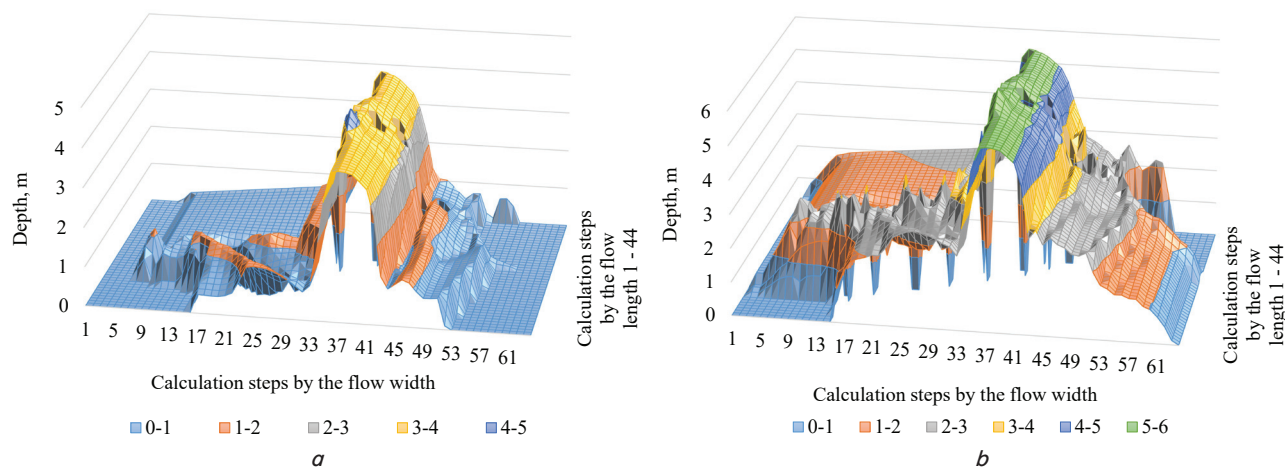 5
4
3
2
1
0
Depth, m
1 5 9 13 17 21 25 29 33 37 41 45 49 53 57 61
Calculation steps by the flow width
Calculation steps
by the flow
length 1 - 44
0-1 1-2 2-3 3-4 4-5
a
6
5
4
3
2
1
0
Depth, m
1 5 9 13 17 21 25 29 33 37 41 45 49 53 57 61
Calculation steps by the flow width
Calculation steps
by the flow
length 1 - 44
0-1 1-2 2-3 3-4 4-5 5-6
b